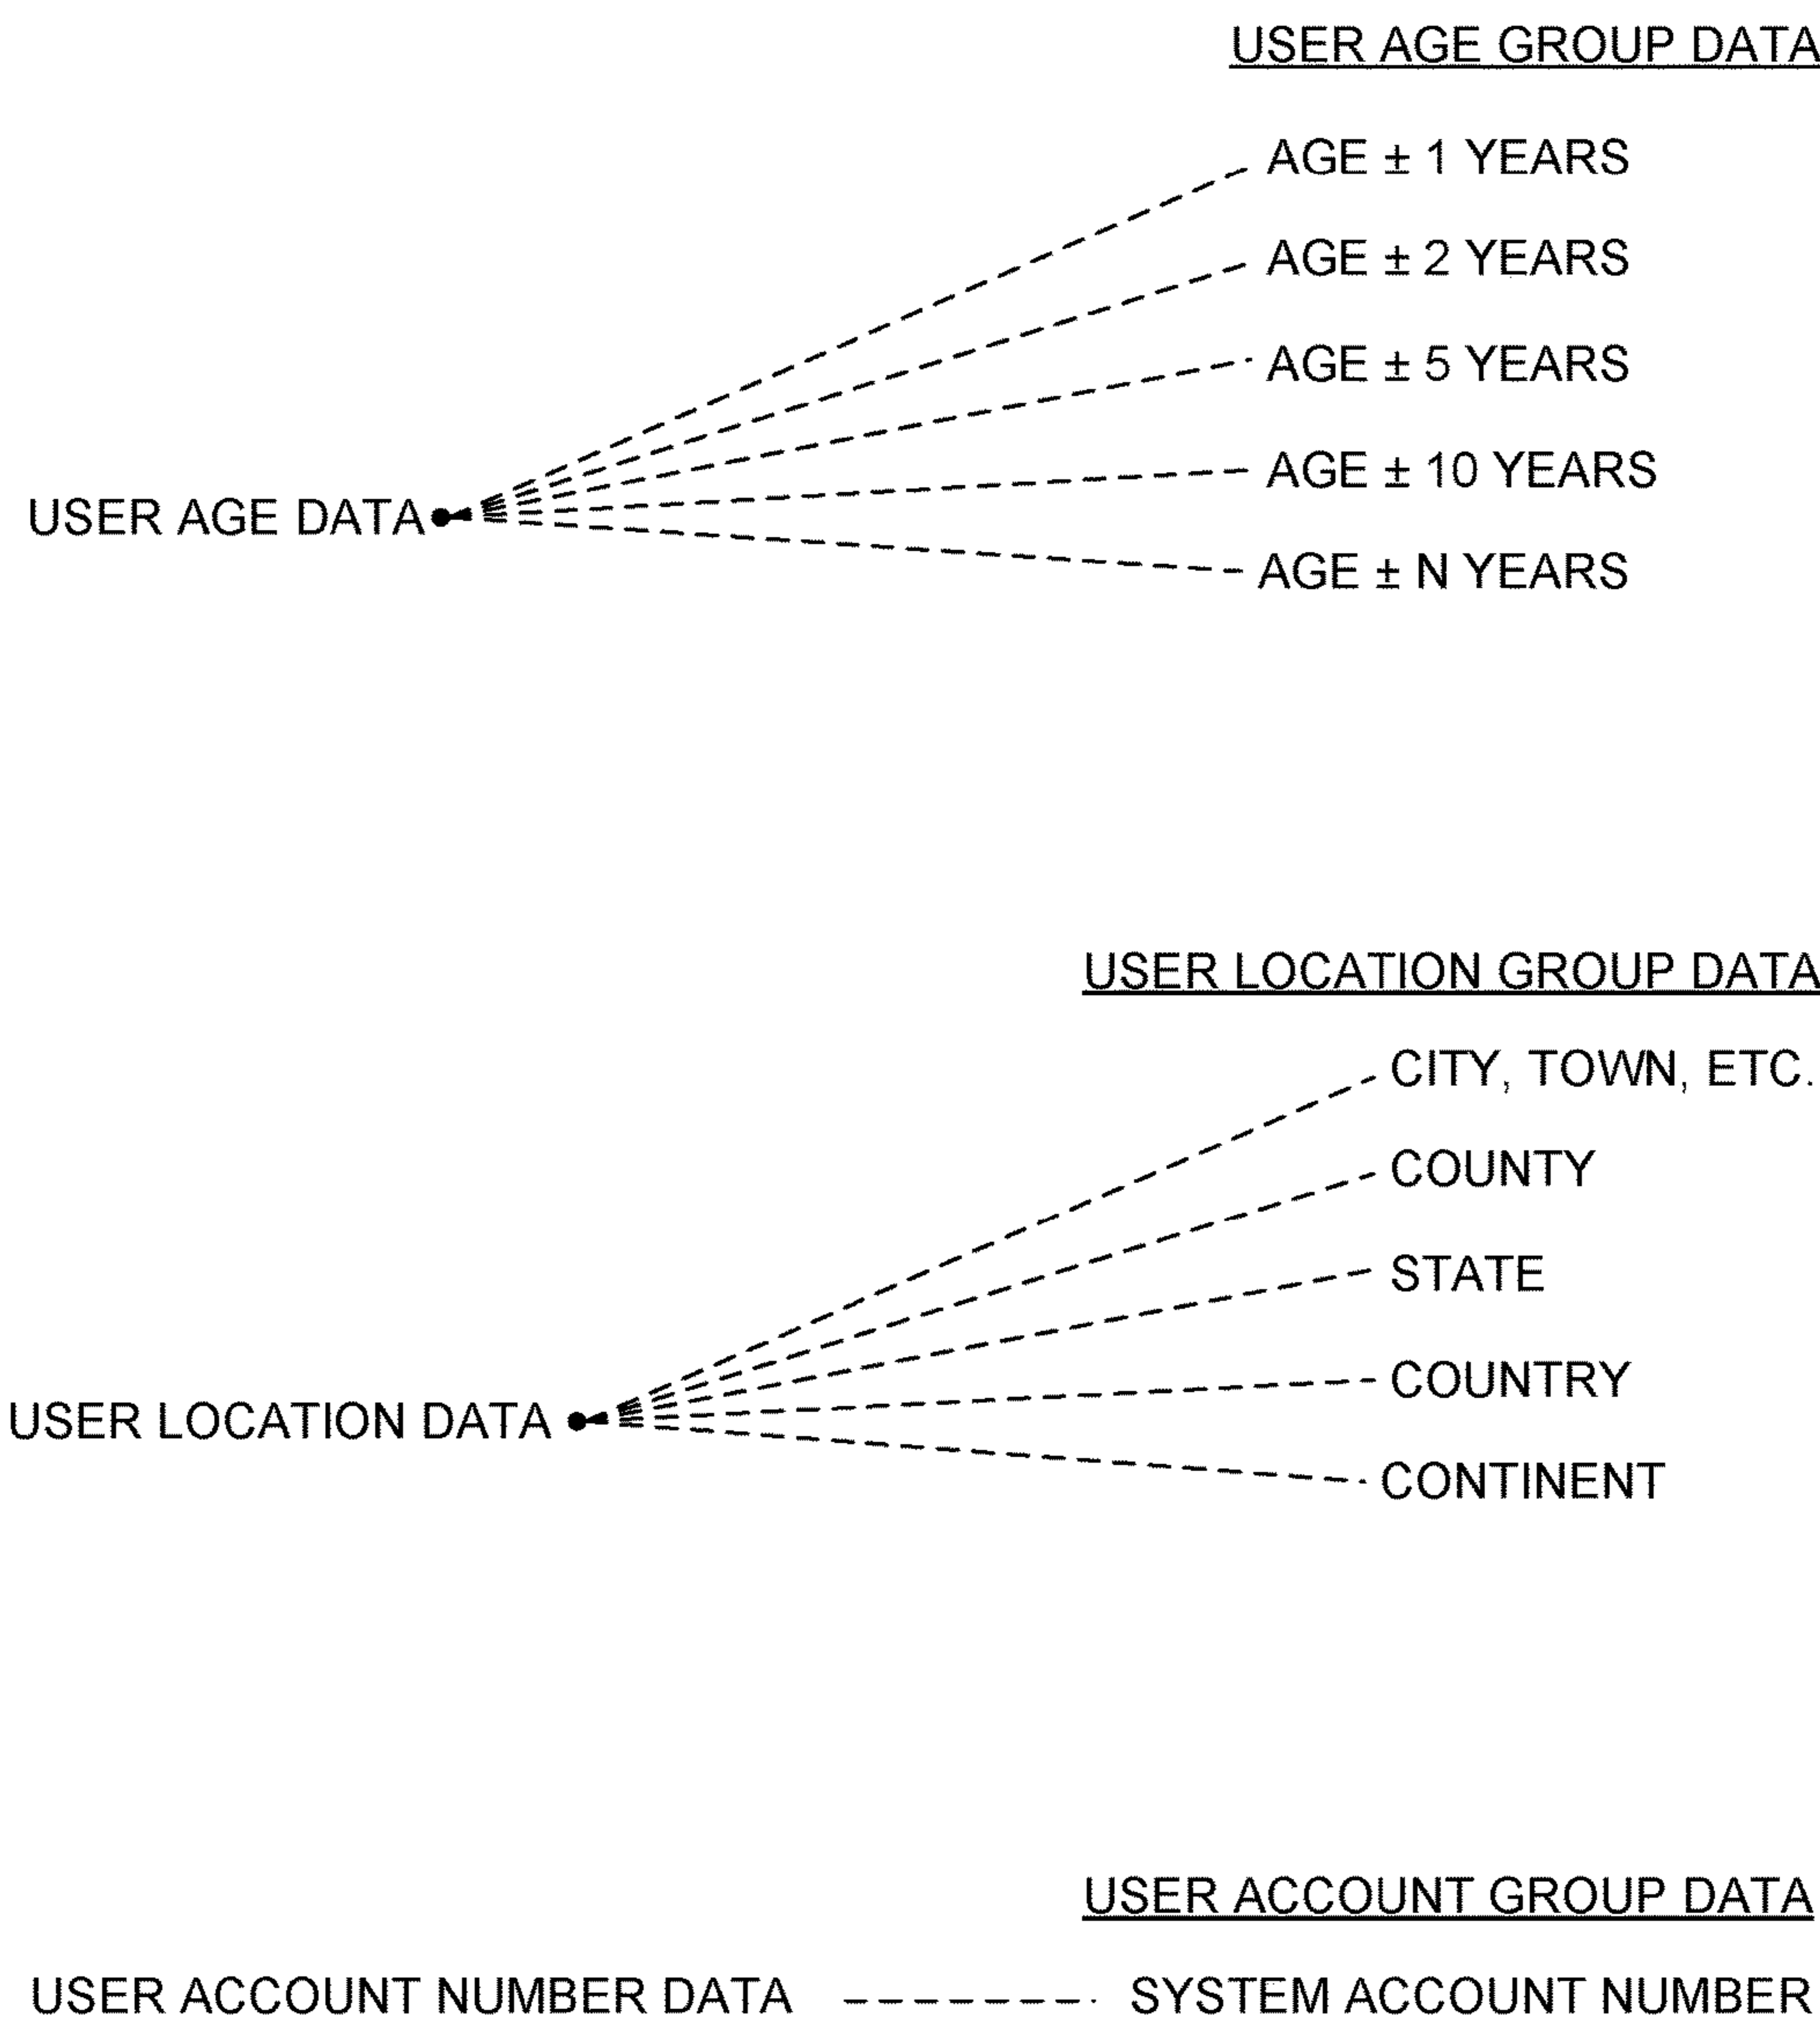 USER AGE GROUP DATA
AGE ± 1 YEARS
AGE ± 2 YEARS
AGE ± 5 YEARS
AGE ± 10 YEARS
USER AGE DATA
AGE ± N YEARS
USER LOCATION GROUP DATA
CITY, TOWN, ETC.
COUNTY
STATE
COUNTRY
USER LOCATION DATA
CONTINENT
USER ACCOUNT GROUP DATA
USER ACCOUNT NUMBER DATA SYSTEM ACCOUNT NUMBER